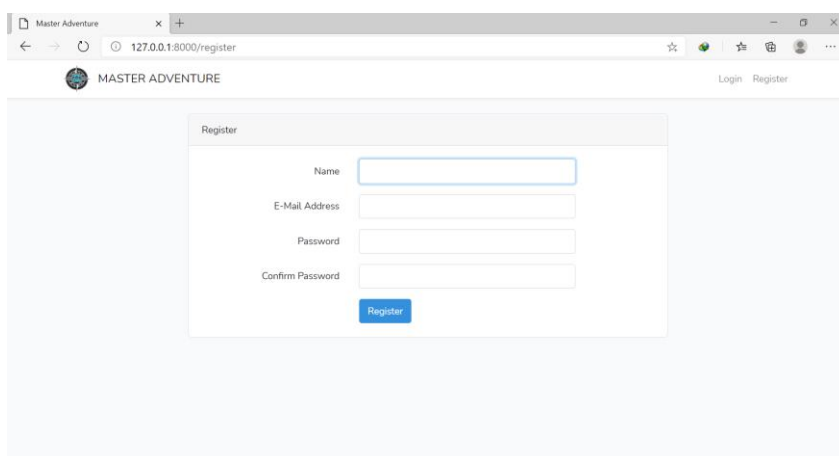 Master Adventure
127.0.0.1:8000/register
MASTER ADVENTURE
Login Register
Register
Name
E-Mail Address
Password
Confirm Password
Register